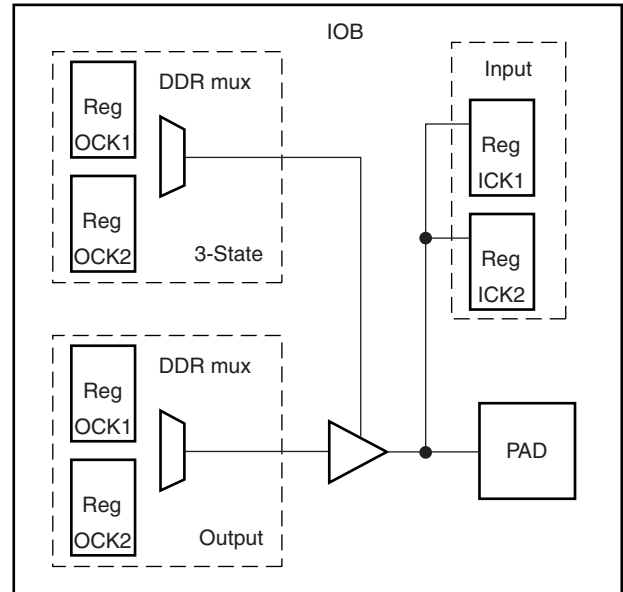 IOB
DDR mux
Reg
OCK1
Reg
OCK2
3-State
Input
Reg
ICK1
Reg
ICK2
DDR mux
Reg
OCK1
Reg
OCK2
Output
PAD